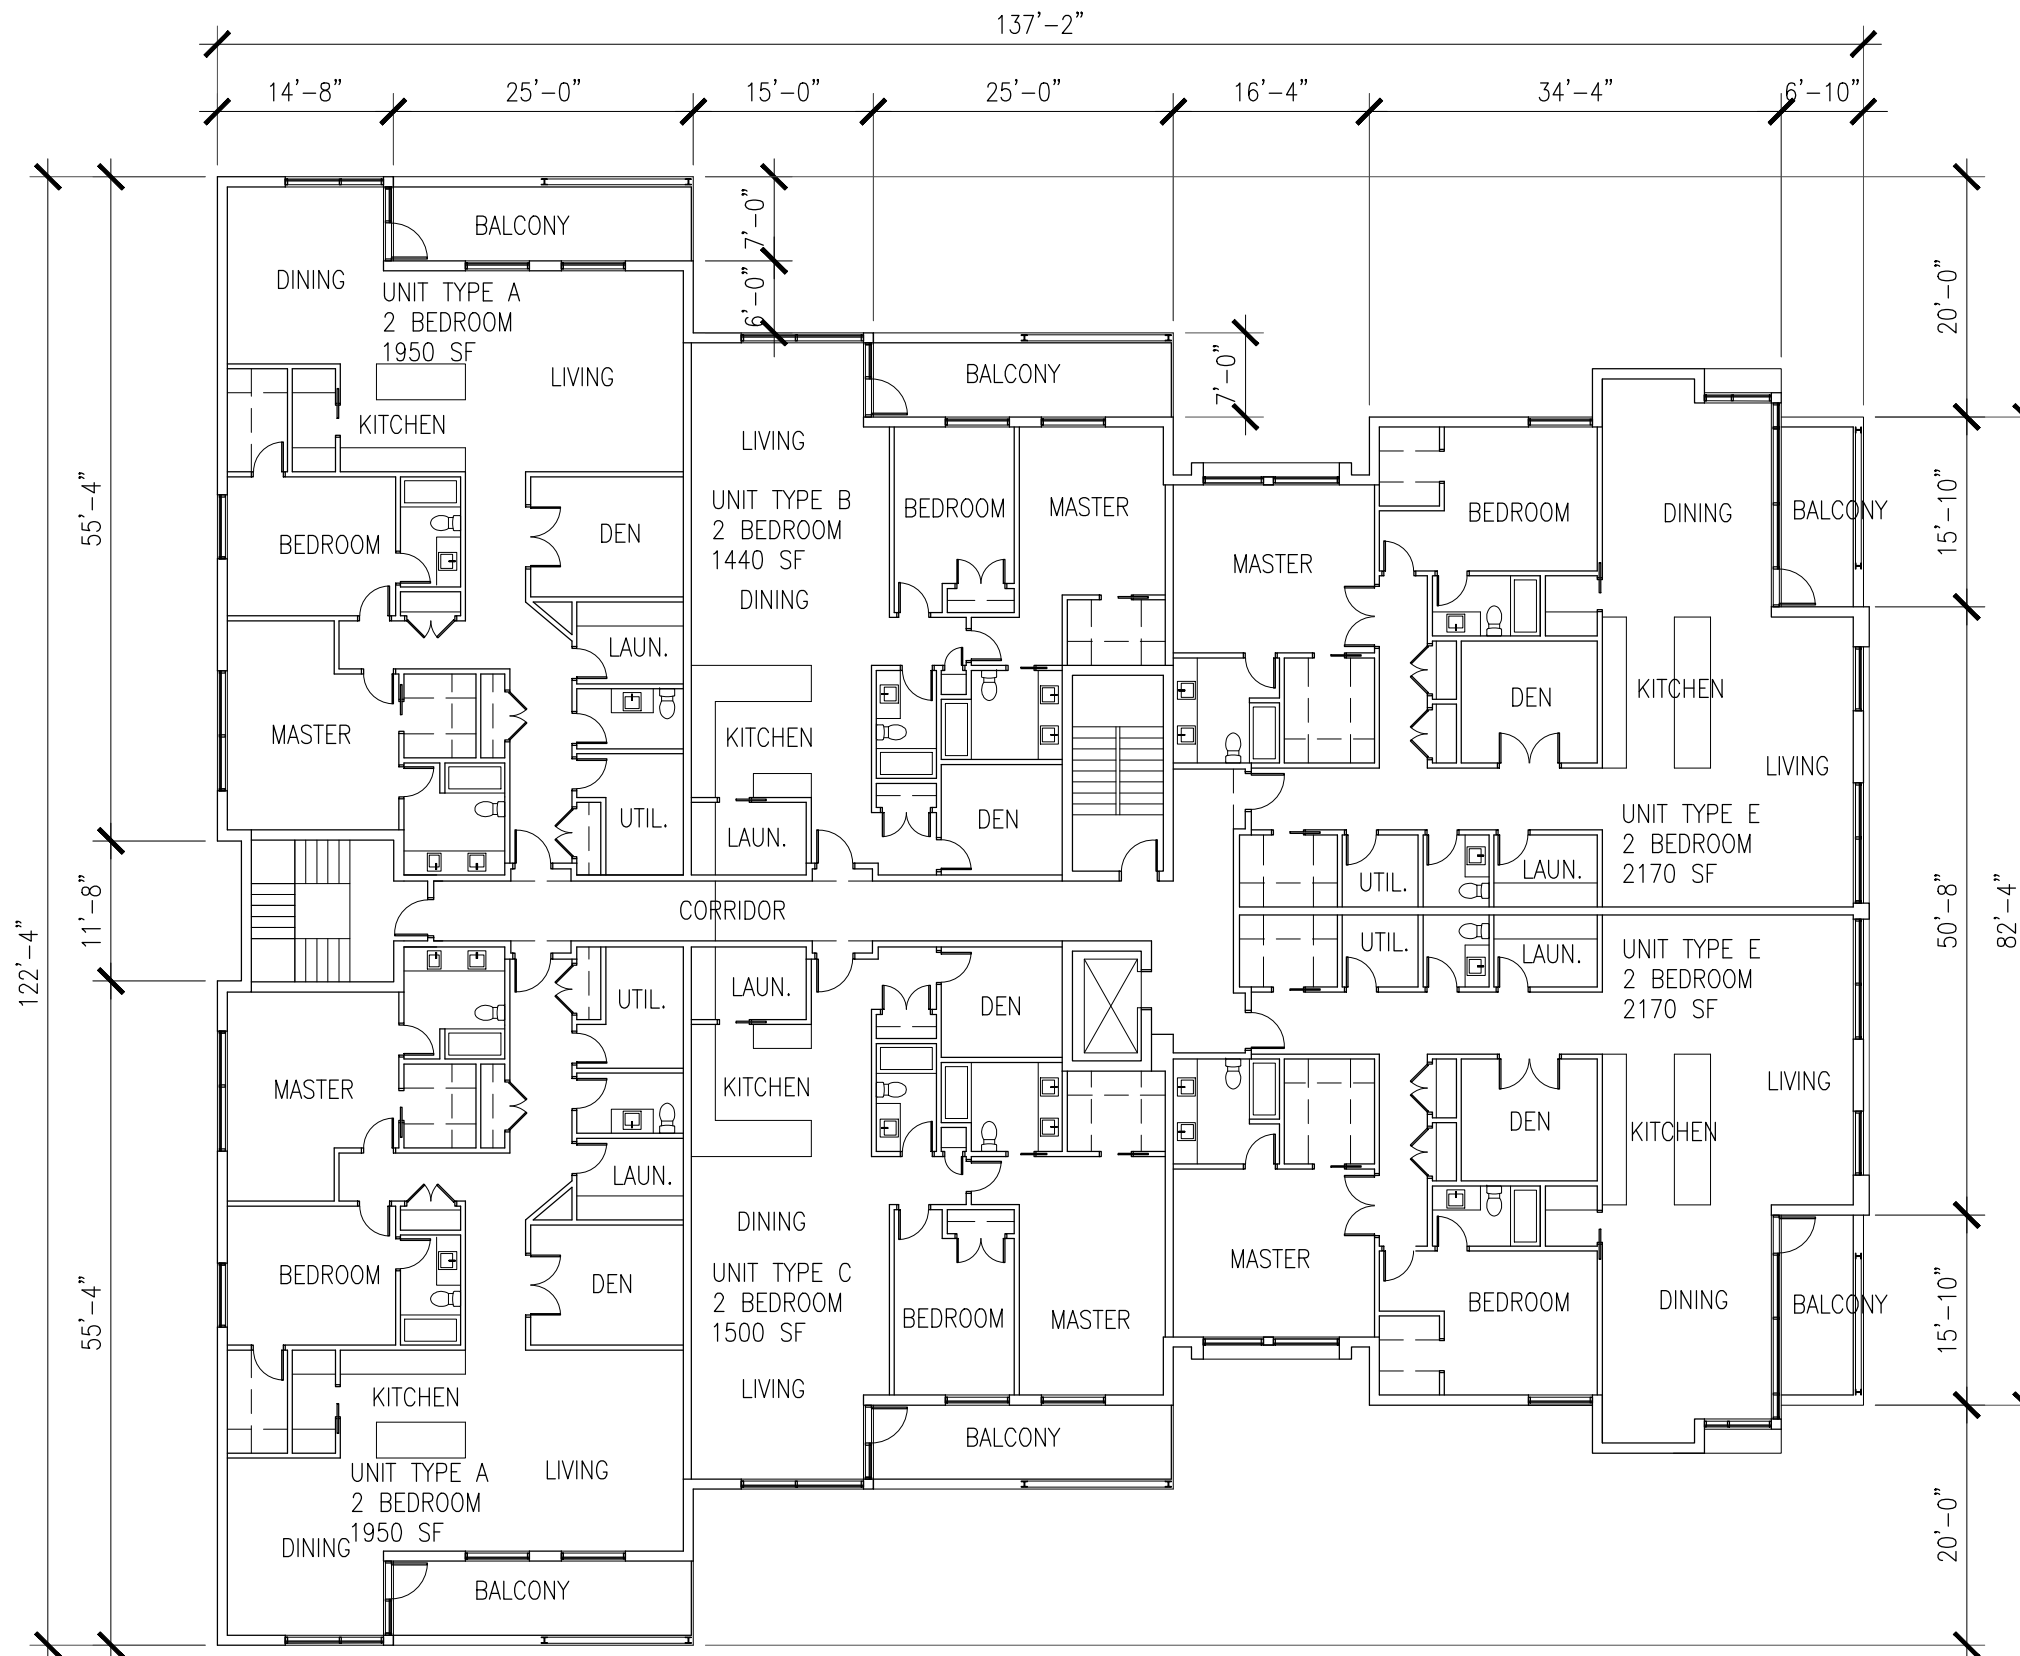 137'-2"
14'-8" 25'-0" 15'-0" 25'-0" 16'-4" 34'-4" 6'-10"
7'-0"
6'-0"
BALCONY
DINING
UNIT TYPE A
2 BEDROOM
1950 SF
LIVING
KITCHEN
BEDROOM
DEN
LAUN.
MASTER
UTIL.
LIVING
UNIT TYPE B
2 BEDROOM
1440 SF
DINING
KITCHEN
LAUN.
BALCONY
BEDROOM
MASTER
DEN
7'-0"
MASTER
BEDROOM
DINING
BALCONY
DEN
KITCHEN
LIVING
UNIT TYPE E
2 BEDROOM
2170 SF
UTIL.
LAUN.
20'-0"
15'-10"
50'-8"
82'-4"
15'-10"
20'-0"
55'-4"
11'-8"
122'-4"
55'-4"
CORRIDOR
UTIL.
MASTER
LAUN.
BEDROOM
DEN
KITCHEN
LIVING
UNIT TYPE A
2 BEDROOM
1950 SF
DINING
BALCONY
LAUN.
DEN
KITCHEN
DINING
UNIT TYPE C
2 BEDROOM
1500 SF
BEDROOM
MASTER
LIVING
BALCONY
UTIL.
LAUN.
UNIT TYPE E
2 BEDROOM
2170 SF
LIVING
DEN
KITCHEN
MASTER
BEDROOM
DINING
BALCONY